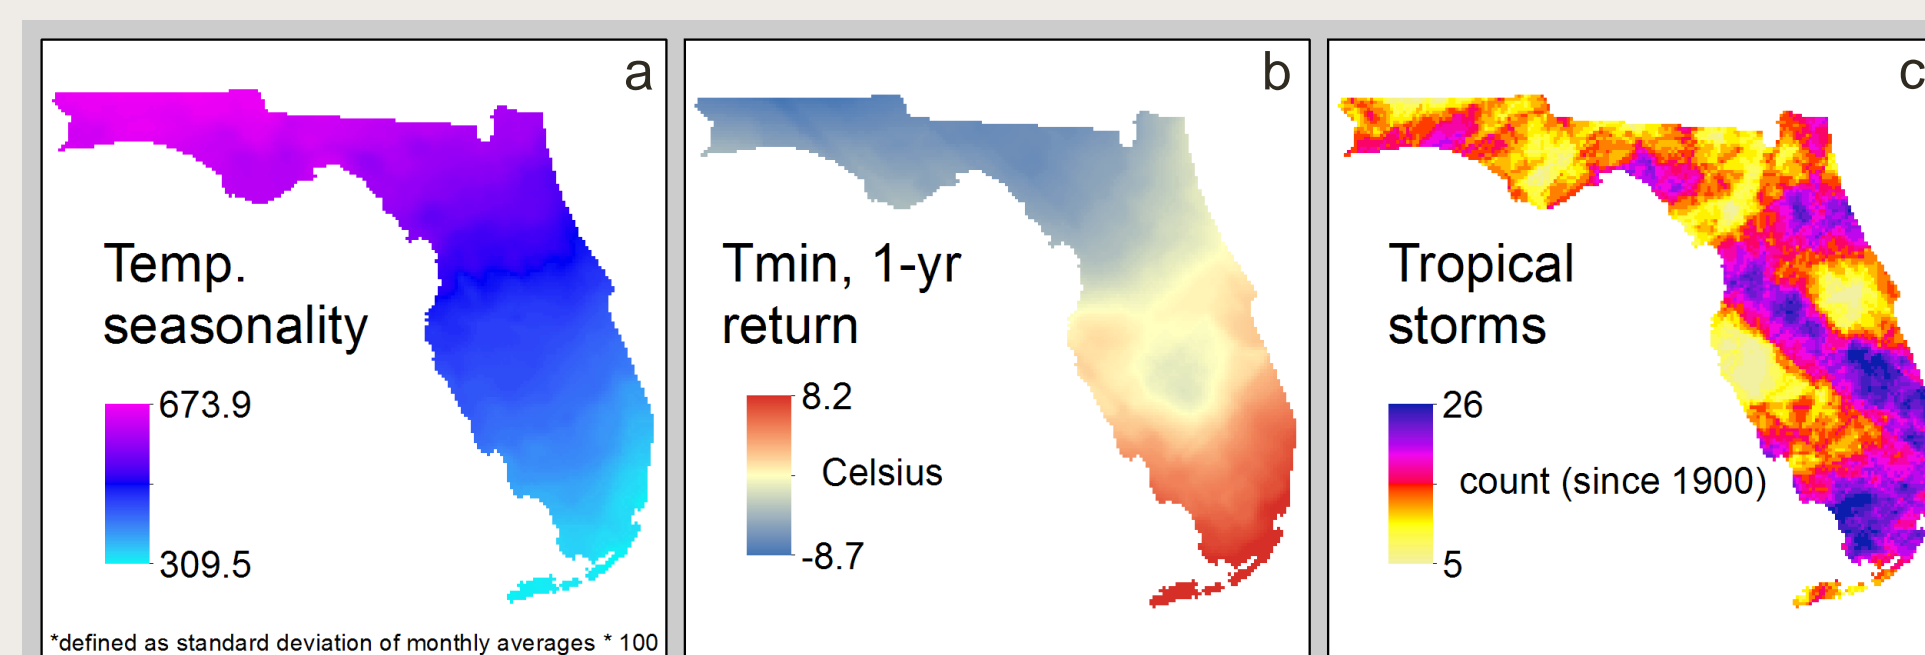 a
Temp.
seasonality
673.9
309.5
*defined as standard deviation of monthly averages * 100
b
Tmin, 1-yr
return
8.2
Celsius
-8.7
c
Tropical
storms
26
count (since 1900)
5